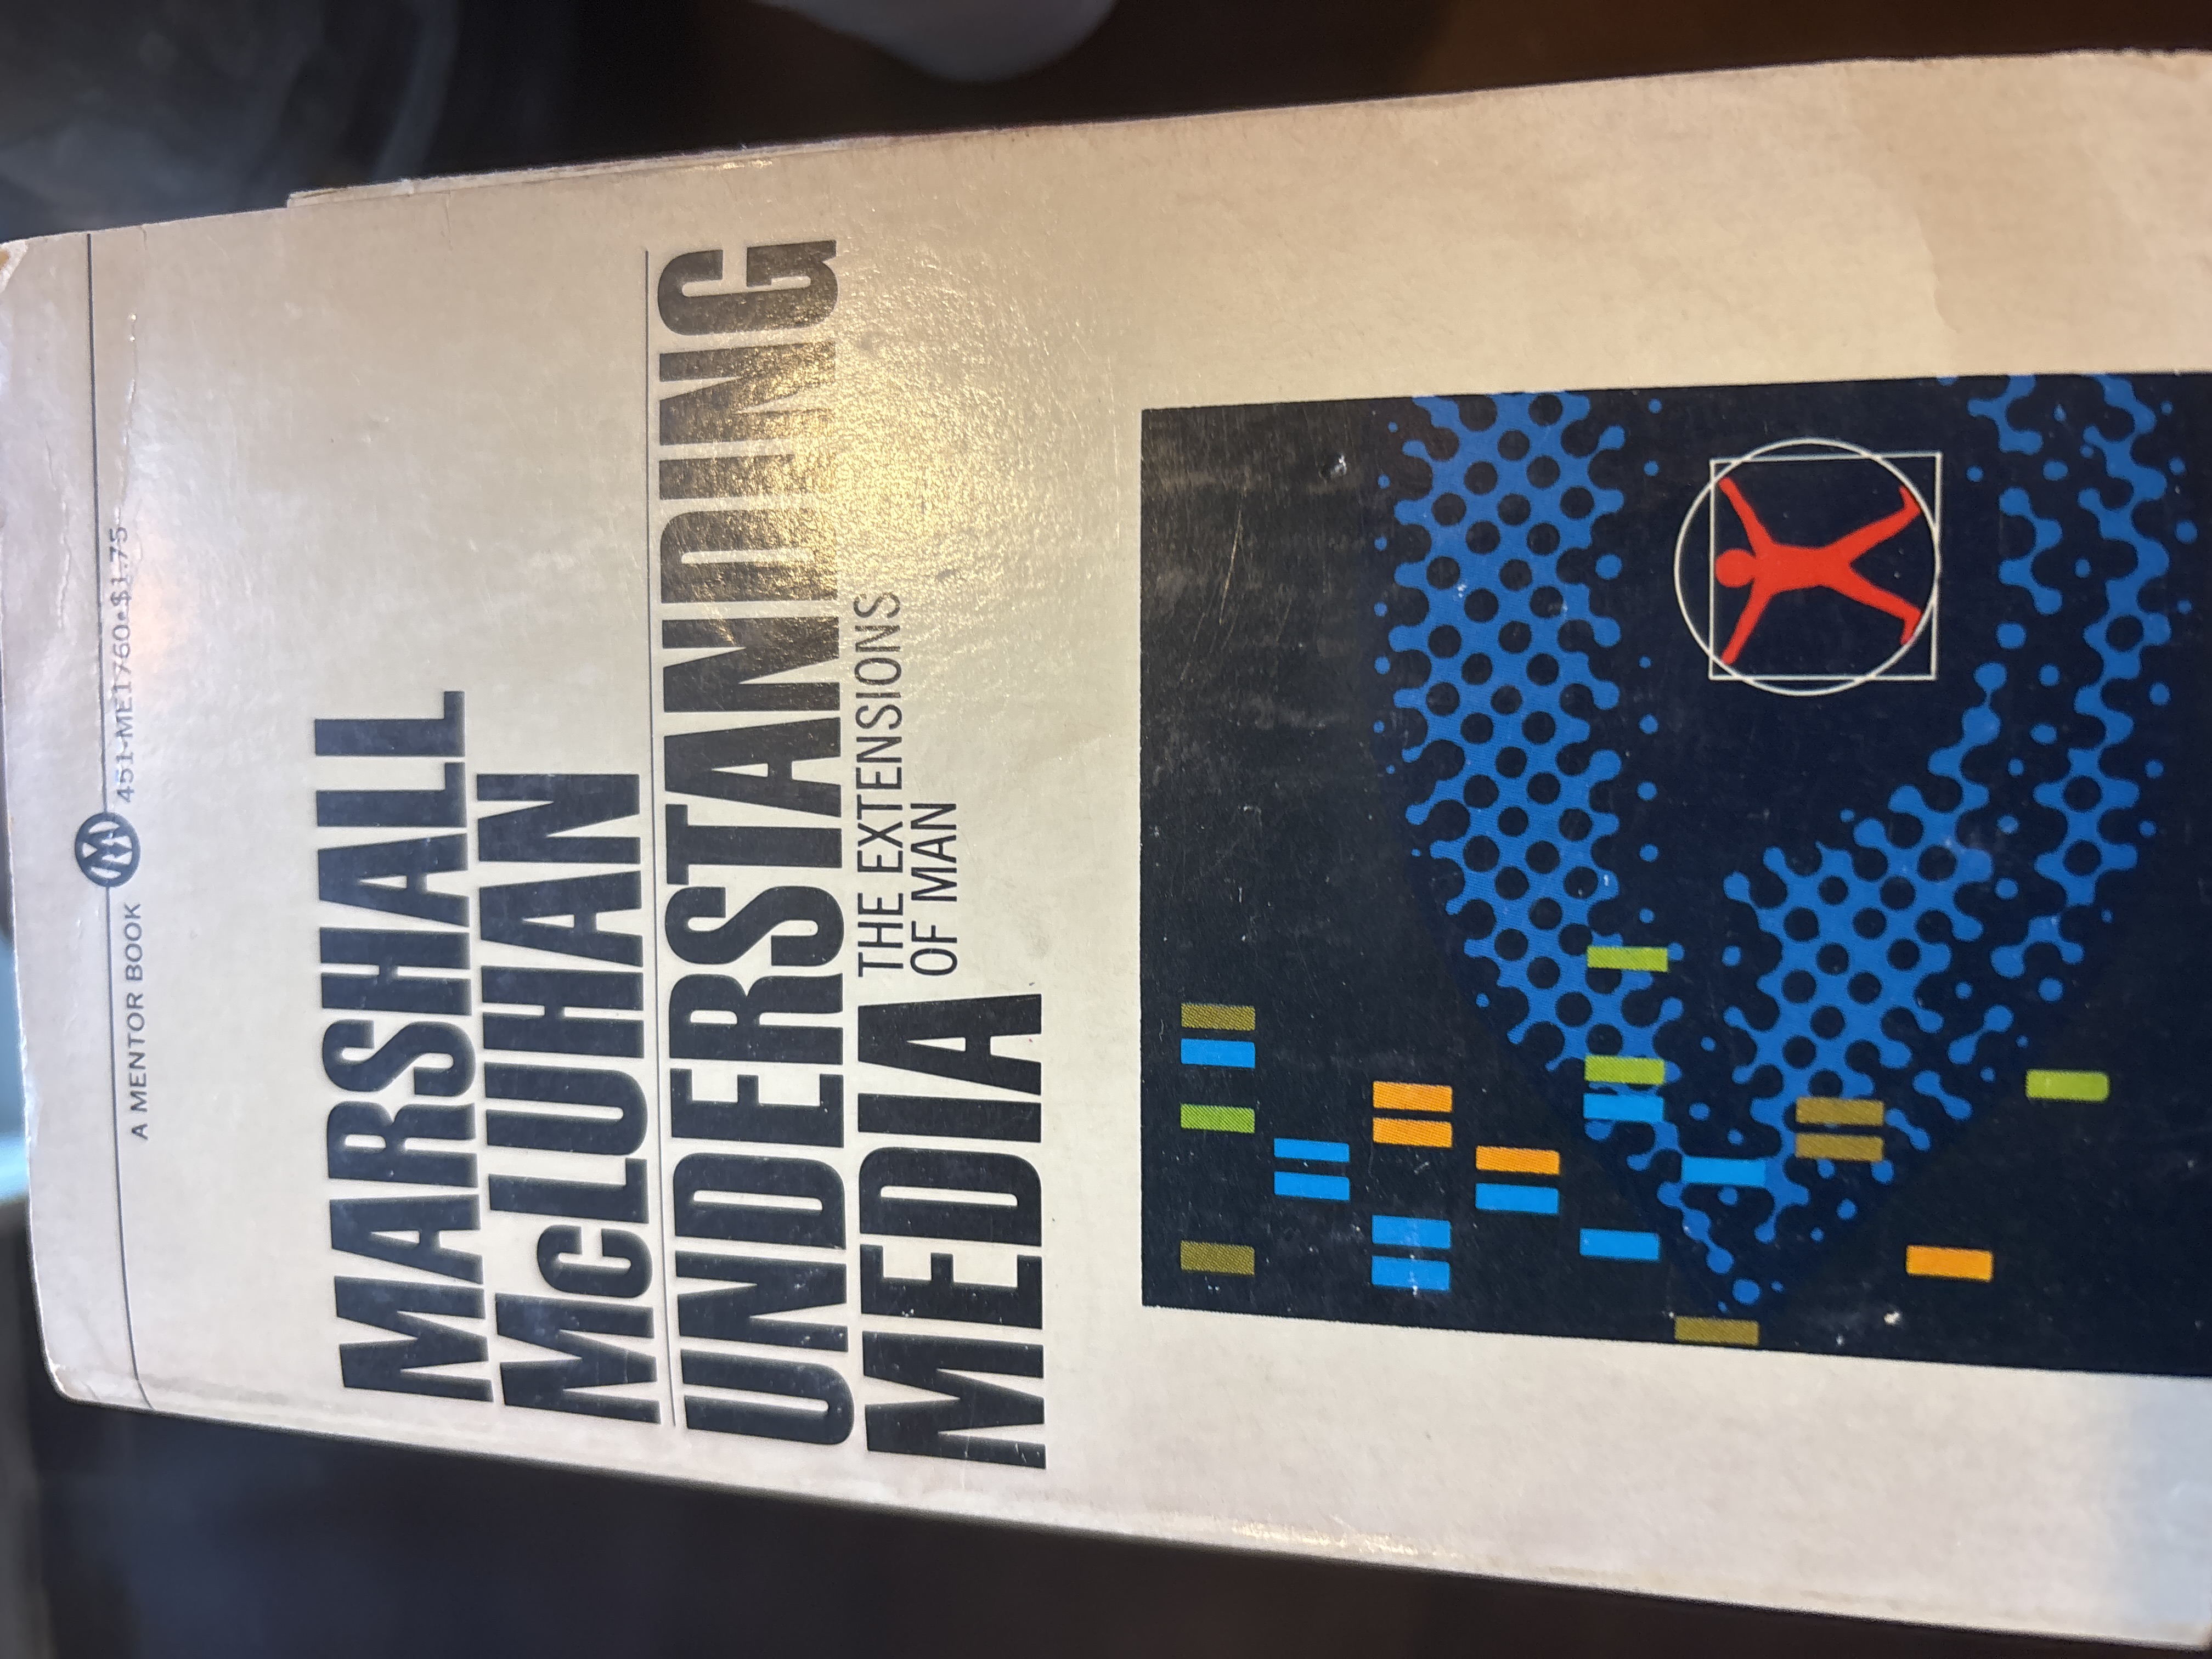 A MENTOR BOOK M 451-ME1760•$1.75
MARSHALL
McLUHAN
UNDERSTANDING
MEDIA THE EXTENSIONS
OF MAN